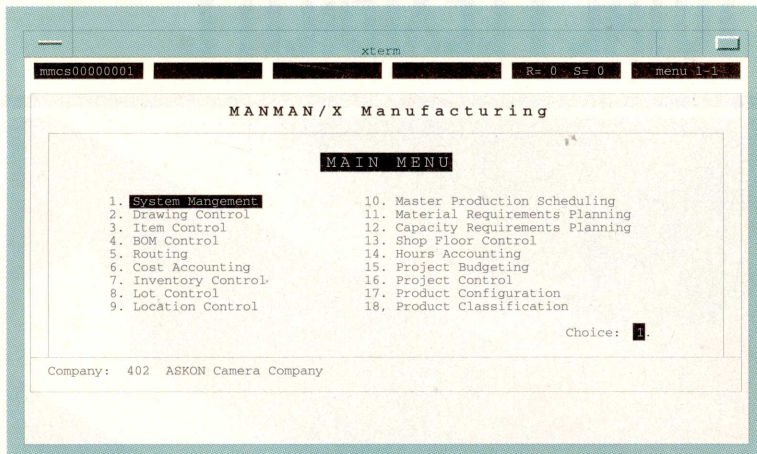 xterm
mmcs00000001 R= 0 S= 0 menu 1-1
MANMAN/X Manufacturing
MAIN MENU
1. System Mangement
2. Drawing Control
3. Item Control
4. BOM Control
5. Routing
6. Cost Accounting
7. Inventory Control
8. Lot Control
9. Location Control
10. Master Production Scheduling
11. Material Requirements Planning
12. Capacity Requirements Planning
13. Shop Floor Control
14. Hours Accounting
15. Project Budgeting
16. Project Control
17. Product Configuration
18, Product Classification
Choice: 1.
Company: 402 ASKON Camera Company